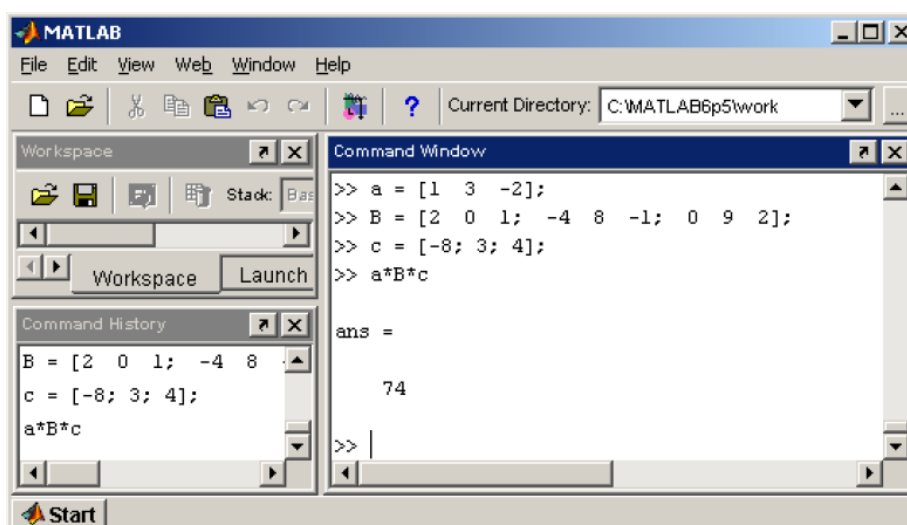 MATLAB
File Edit View Web Window Help
Current Directory: C:\MATLAB6p5\work
...
Workspace
Stack: Bas
Workspace Launch
Command History
B = [2 0 1; -4 8 -
c = [-8; 3; 4];
a*B*c
Command Window
>> a = [1 3 -2];
>> B = [2 0 1; -4 8 -1; 0 9 2];
>> c = [-8; 3; 4];
>> a*B*c
ans =
74
>>
Start